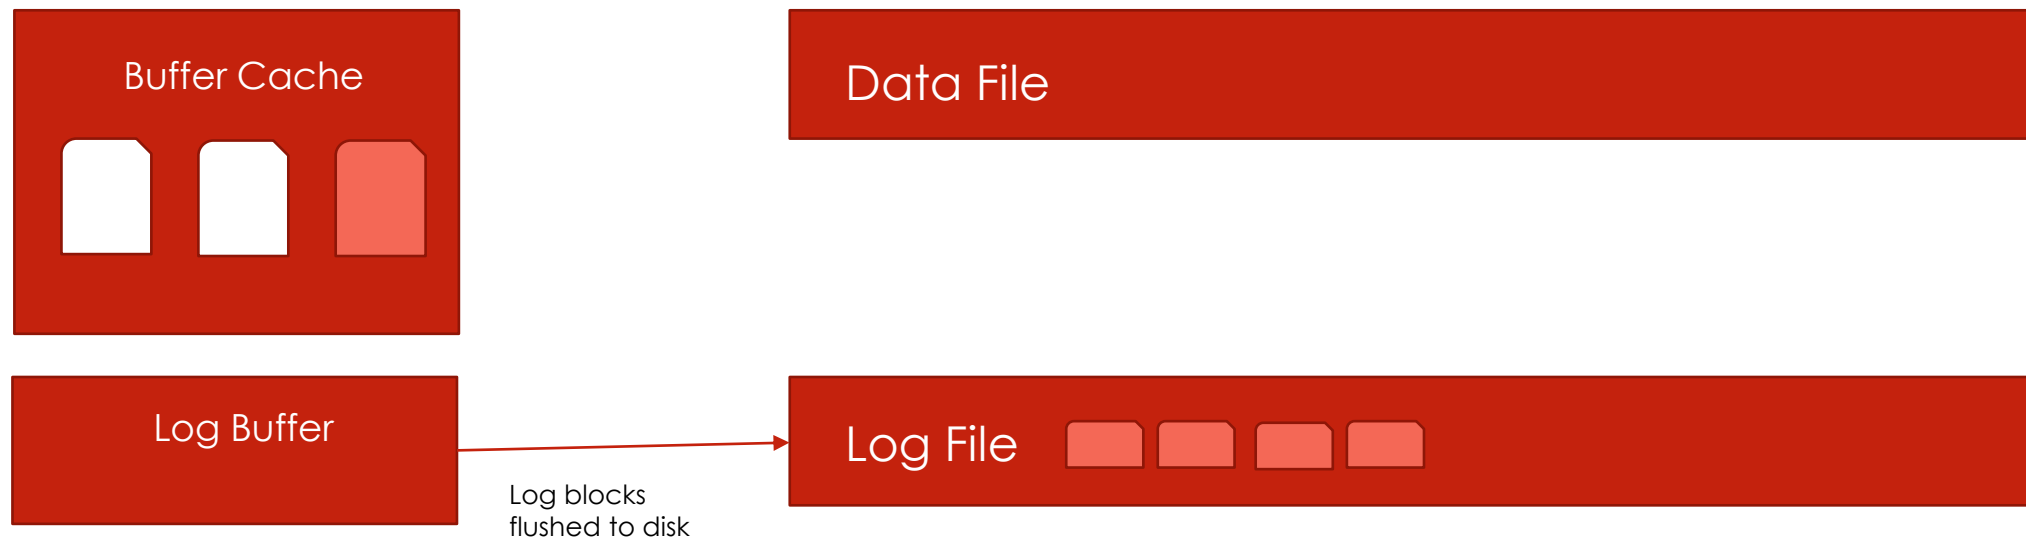 Buffer Cache
Data File
Log Buffer
Log File
Log blocks
flushed to disk